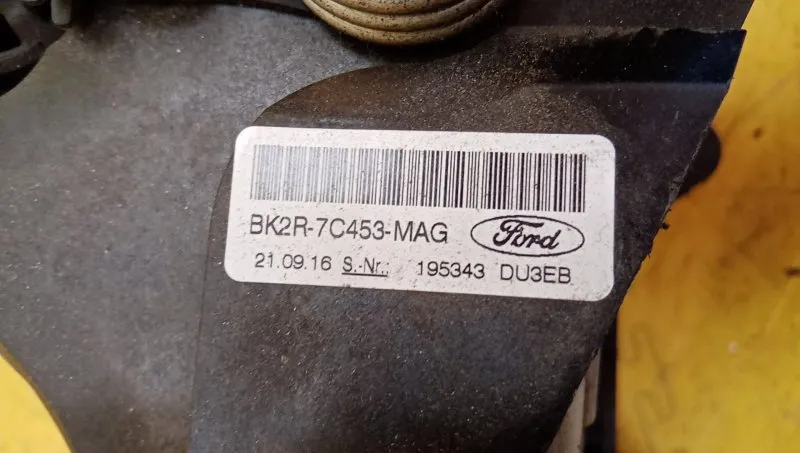 BK2R-7C453-MAG Ford
21.09.16 S.-Nr.: 195343 DU3EB